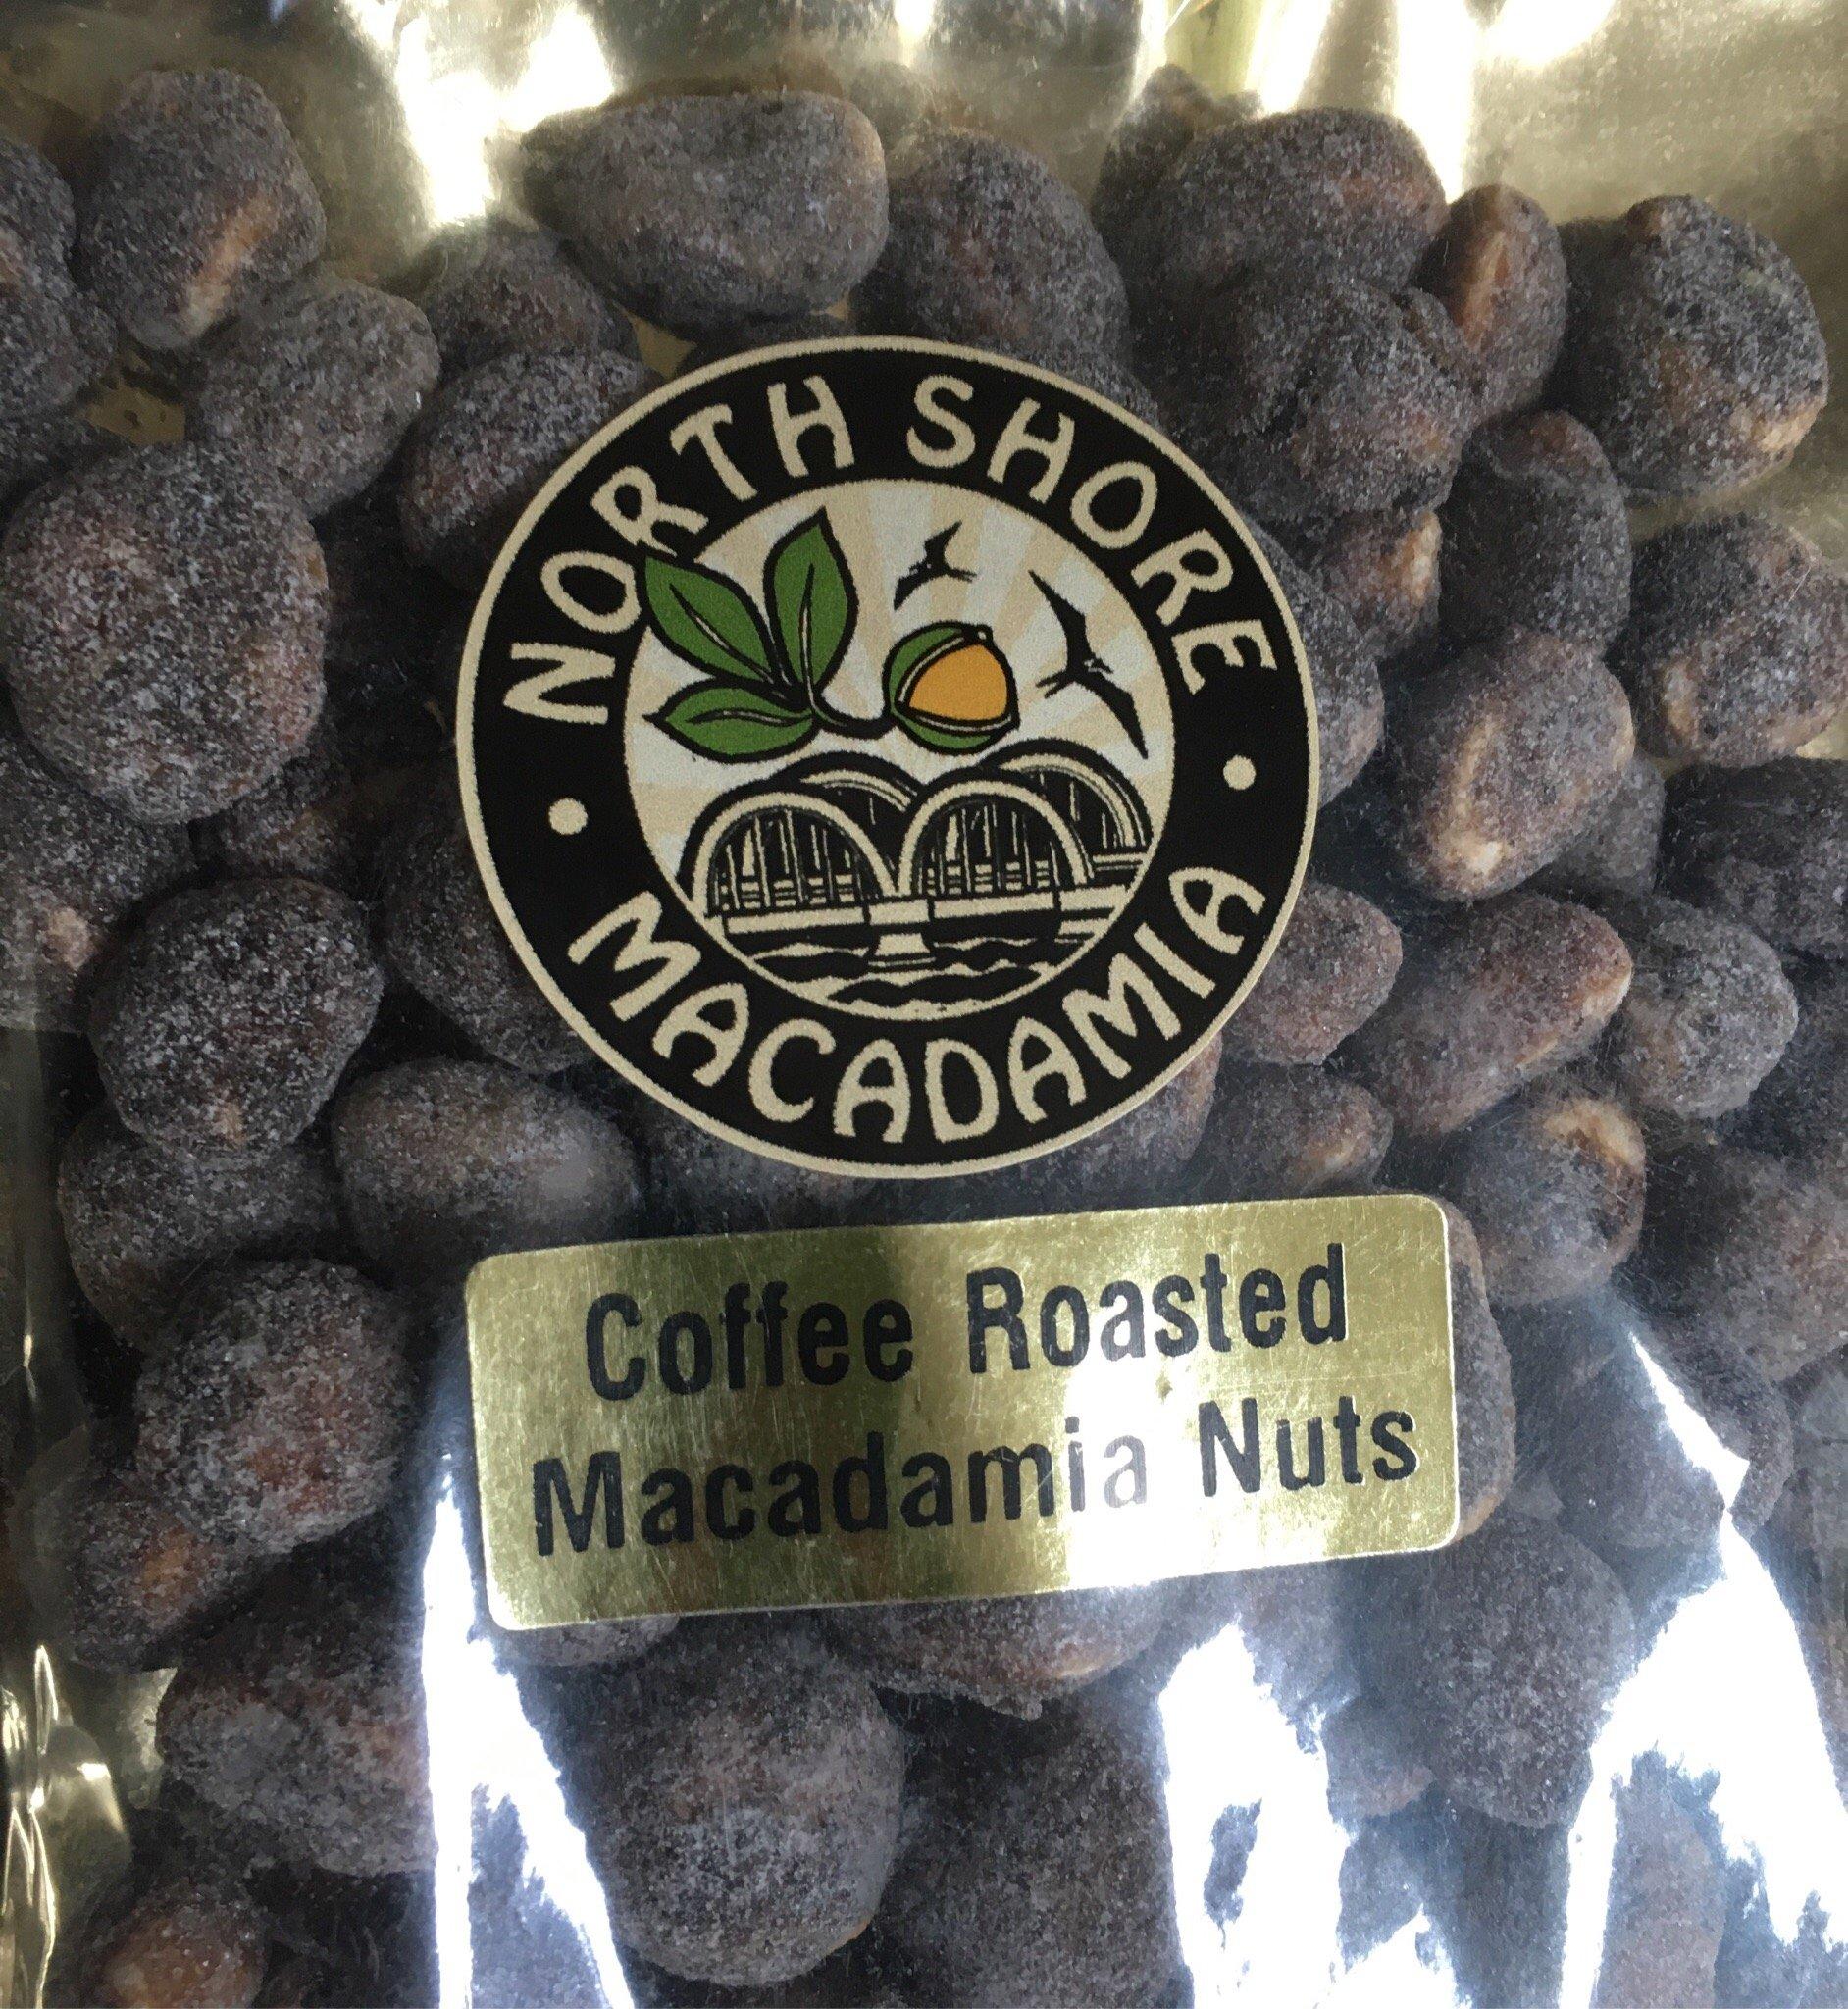 NORTH SHORE
• MACADAMIA •
Coffee Roasted
Macadamia Nuts